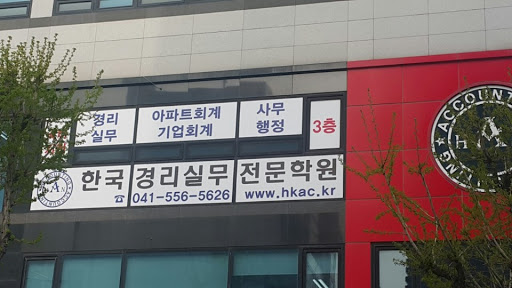 경리
실무
아파트회계
기업회계
사무
행정
3층
한국 경리실무 전문학원
☎ 041-556-5626 www.hkac.kr
ACCOUNT